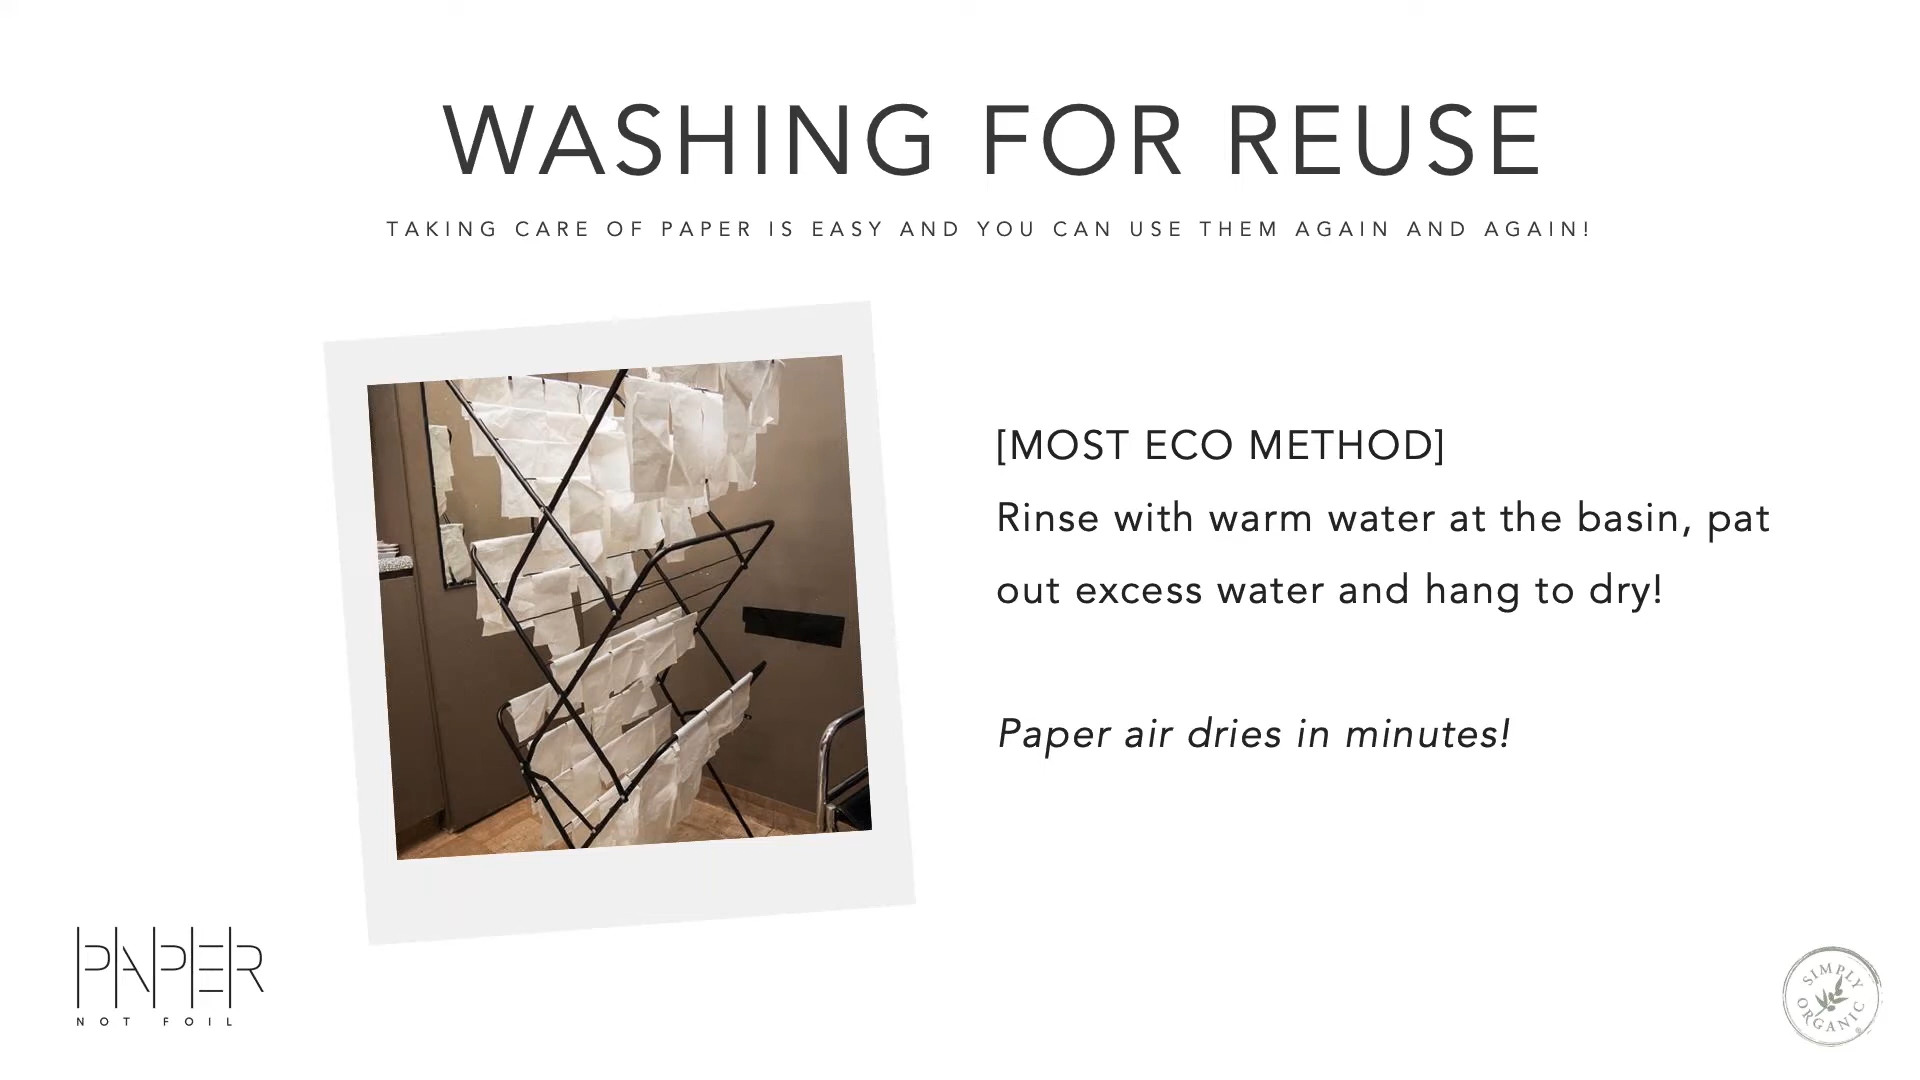 WASHING FOR REUSE
TAKING CARE OF PAPER IS EASY AND YOU CAN USE THEM AGAIN AND AGAIN!
[MOST ECO METHOD]
Rinse with warm water at the basin, pat
out excess water and hang to dry!
Paper air dries in minutes!
PAPER
NOT FOIL
SIMPLY
ORGANIC